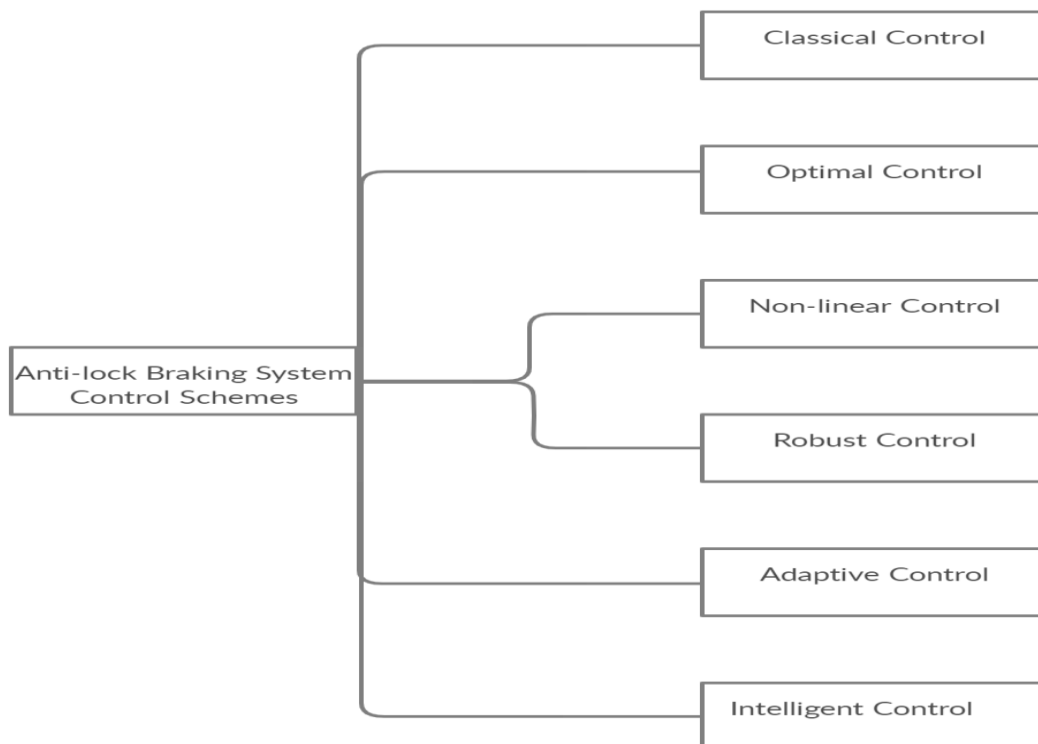 Classical Control
Optimal Control
Non-linear Control
Anti-lock Braking System
Control Schemes
Robust Control
Adaptive Control
Intelligent Control